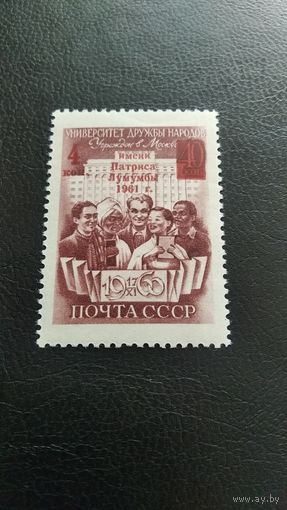 УНИВЕРСИТЕТ ДРУЖБЫ НАРОДОВ
Учрежден в Москве
4 коп
имени
Патриса
Лумумбы
1961 г.
40
КОП
19 17 60
XI
ПОЧТА СССР
www.ay.by